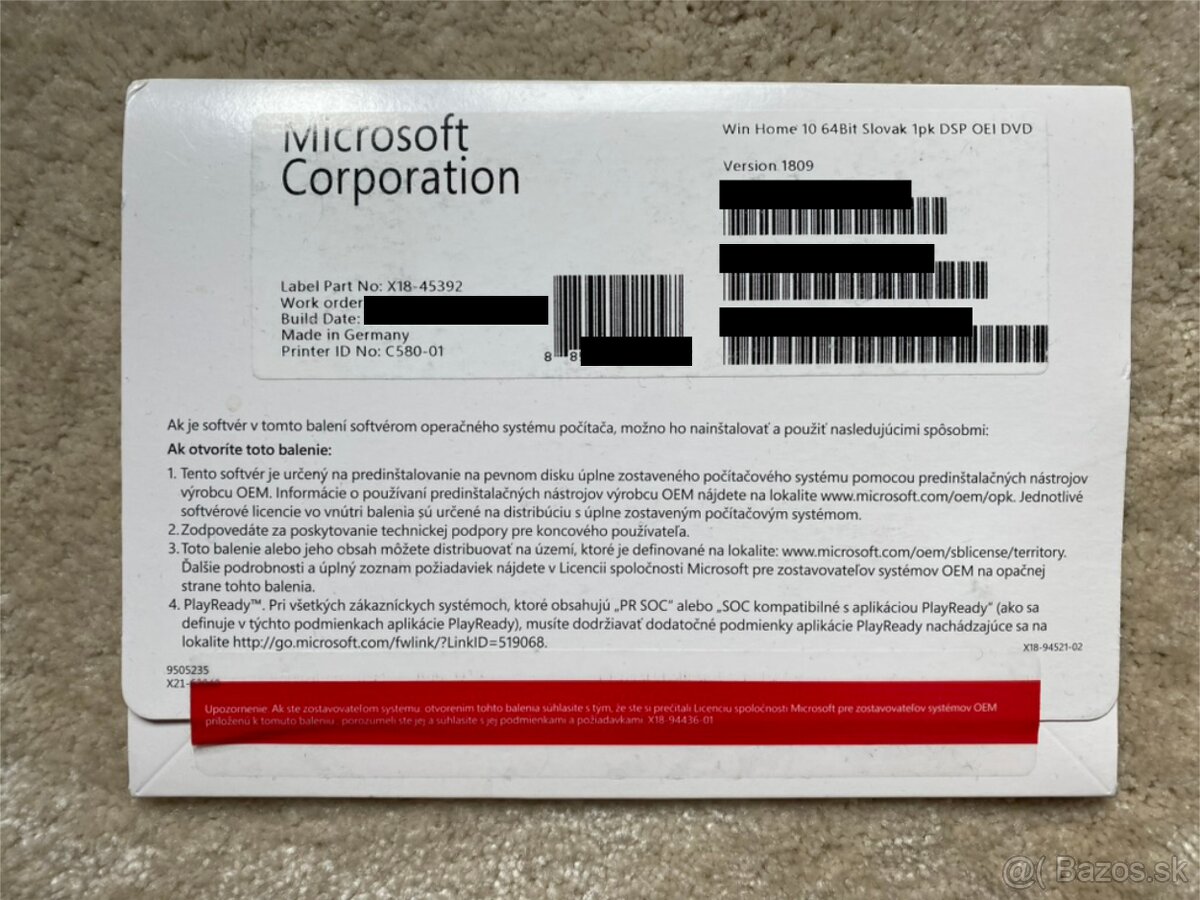 Microsoft
Corporation
Win Home 10 64Bit Slovak 1pk DSP OEI DVD
Version 1809
Label Part No: X18-45392
Work order
Build Date:
Made in Germany
Printer ID No: C580-01
8 8
Ak je softvér v tomto balení softvérom operačného systému počítača, možno ho nainštalovať a použiť nasledujúcimi spôsobmi:
Ak otvoríte toto balenie:
1. Tento softvér je určený na predinštalovanie na pevnom disku úplne zostaveného počítačového systému pomocou predinštalačných nástrojov
výrobcu OEM. Informácie o používaní predinštalačných nástrojov výrobcu OEM nájdete na lokalite www.microsoft.com/oem/opk. Jednotlivé
softvérové licencie vo vnútri balenia sú určené na distribúciu s úplne zostaveným počítačovým systémom.
2. Zodpovedáte za poskytovanie technickej podpory pre koncového používateľa.
3. Toto balenie alebo jeho obsah môžete distribuovať na území, ktoré je definované na lokalite: www.microsoft.com/oem/sblicense/territory.
Ďalšie podrobnosti a úplný zoznam požiadaviek nájdete v Licencii spoločnosti Microsoft pre zostavovateľov systémov OEM na opačnej
strane tohto balenia.
4. PlayReady™. Pri všetkých zákazníckych systémoch, ktoré obsahujú „PR SOC" alebo „SOC kompatibilné s aplikáciou PlayReady" (ako sa
definuje v týchto podmienkach aplikácie PlayReady), musíte dodržiavať dodatočné podmienky aplikácie PlayReady nachádzajúce sa na
lokalite http://go.microsoft.com/fwlink/?LinkID=519068.
X18-94521-02
9505235
X21-
Upozornenie: Ak ste zostavovateľom systému, otvorením tohto balenia súhlasíte s tým, že ste si prečítali Licenciu spoločnosti Microsoft pre zostavovateľov systémov OEM
priloženú k tomuto baleniu, porozumeli ste jej a súhlasíte s jej podmienkami a požiadavkami. X18-94436-01
@( Bazos.sk